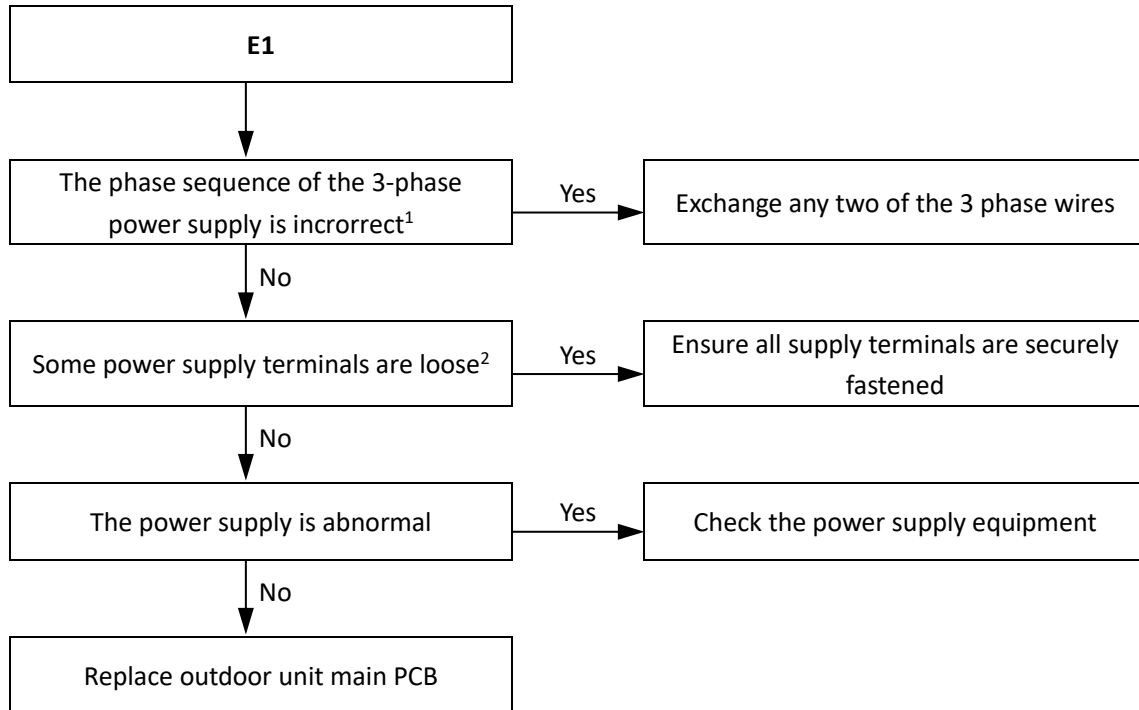 E1
The phase sequence of the 3-phase
power supply is incrorrect¹
Yes
Exchange any two of the 3 phase wires
No
Some power supply terminals are loose²
Yes
Ensure all supply terminals are securely
fastened
No
The power supply is abnormal
Yes
Check the power supply equipment
No
Replace outdoor unit main PCB